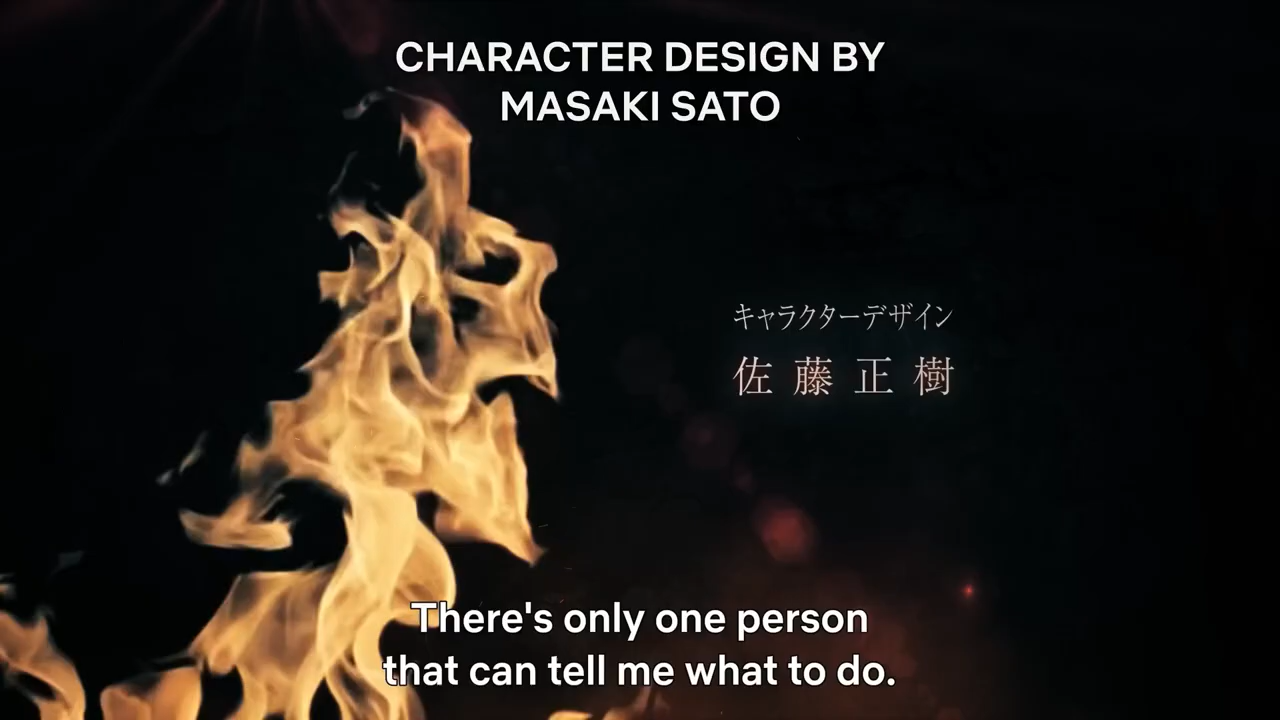 CHARACTER DESIGN BY
MASAKI SATO
キャラクターデザイン
佐藤正樹
There's only one person
that can tell me what to do.